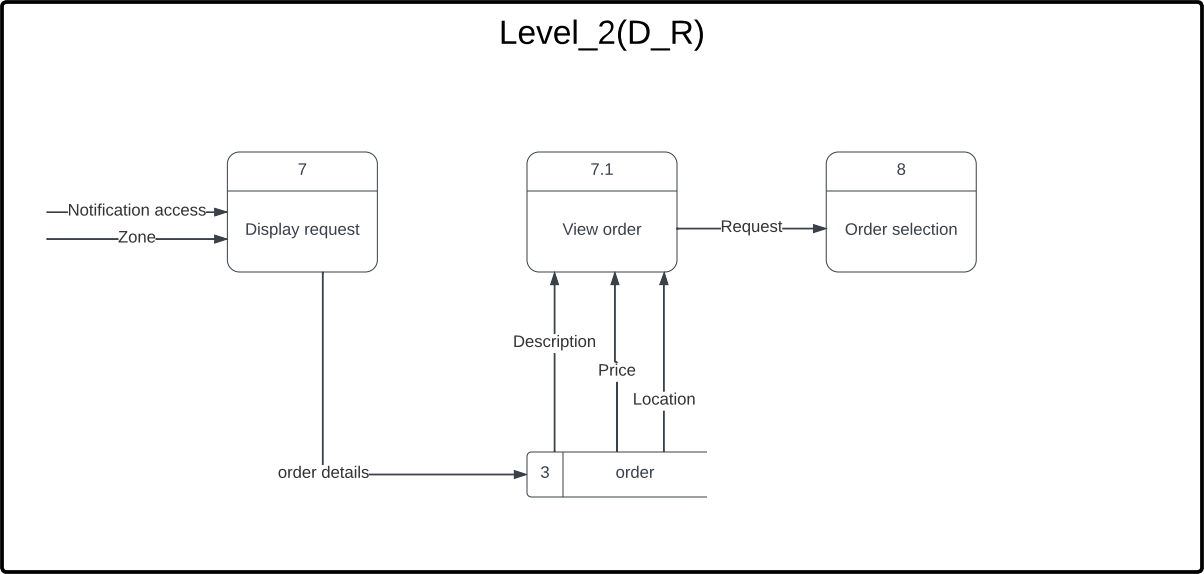 Level_2(D_R)
7
7.1
8
Notification access
Zone
Display request
View order
Request
Order selection
Description
Price
Location
order details
3
order